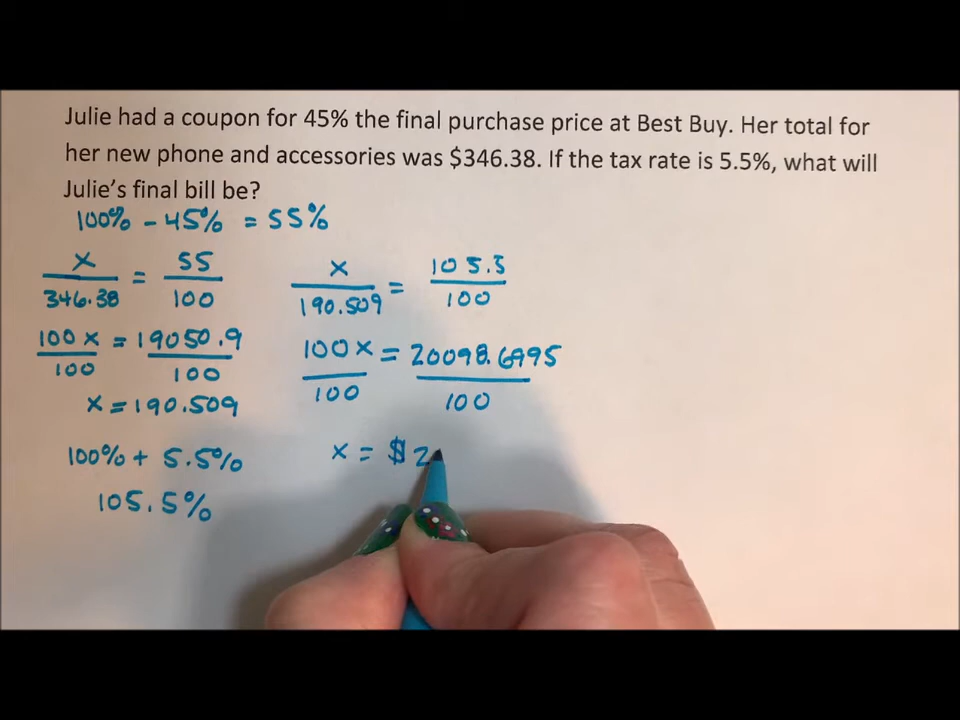 Julie had a coupon for 45% the final purchase price at Best Buy. Her total for
her new phone and accessories was $346.38. If the tax rate is 5.5%, what will
Julie's final bill be?
100% - 45% = 55%
x/346.38 = 55/100
100x/100 = 19050.9/100
x = 190.509
100% + 5.5%
105.5%
x/190.509 = 105.5/100
100x/100 = 20098.6995/100
x = $2